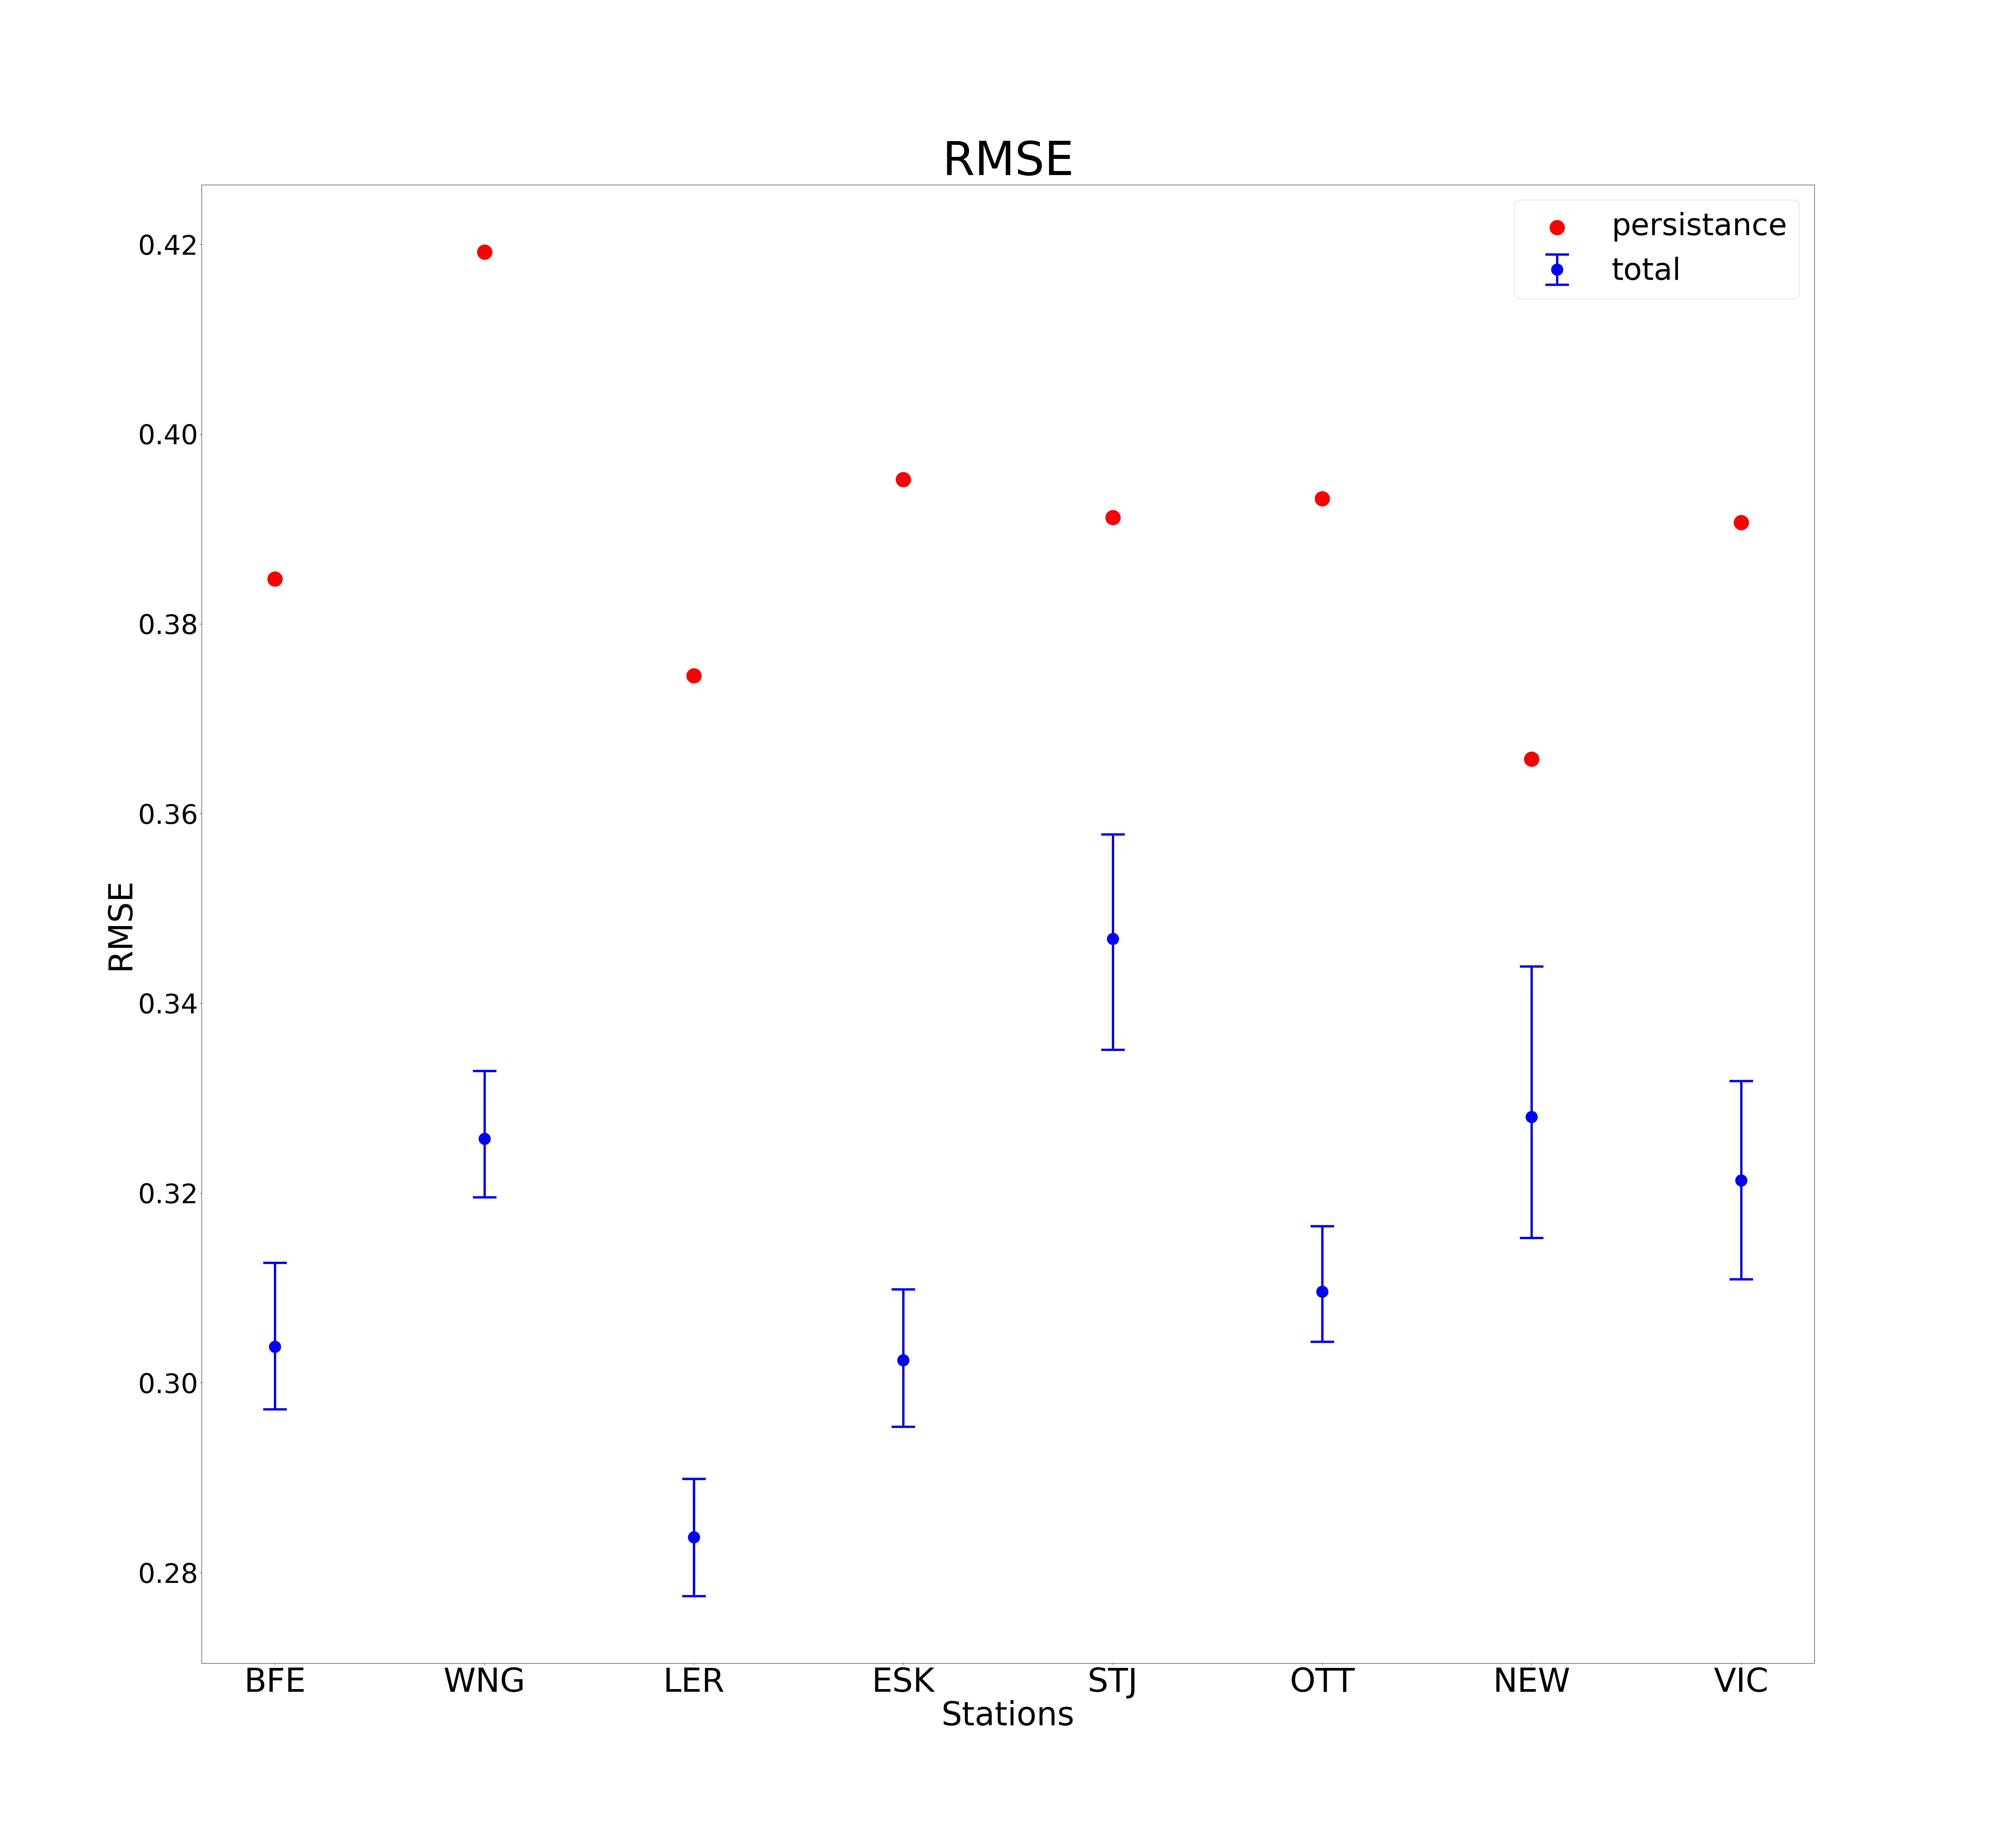 RMSE
persistance
total
0.42
0.40
0.38
0.36
0.34
0.32
0.30
0.28
RMSE
BFE WNG LER ESK STJ OTT NEW VIC
Stations